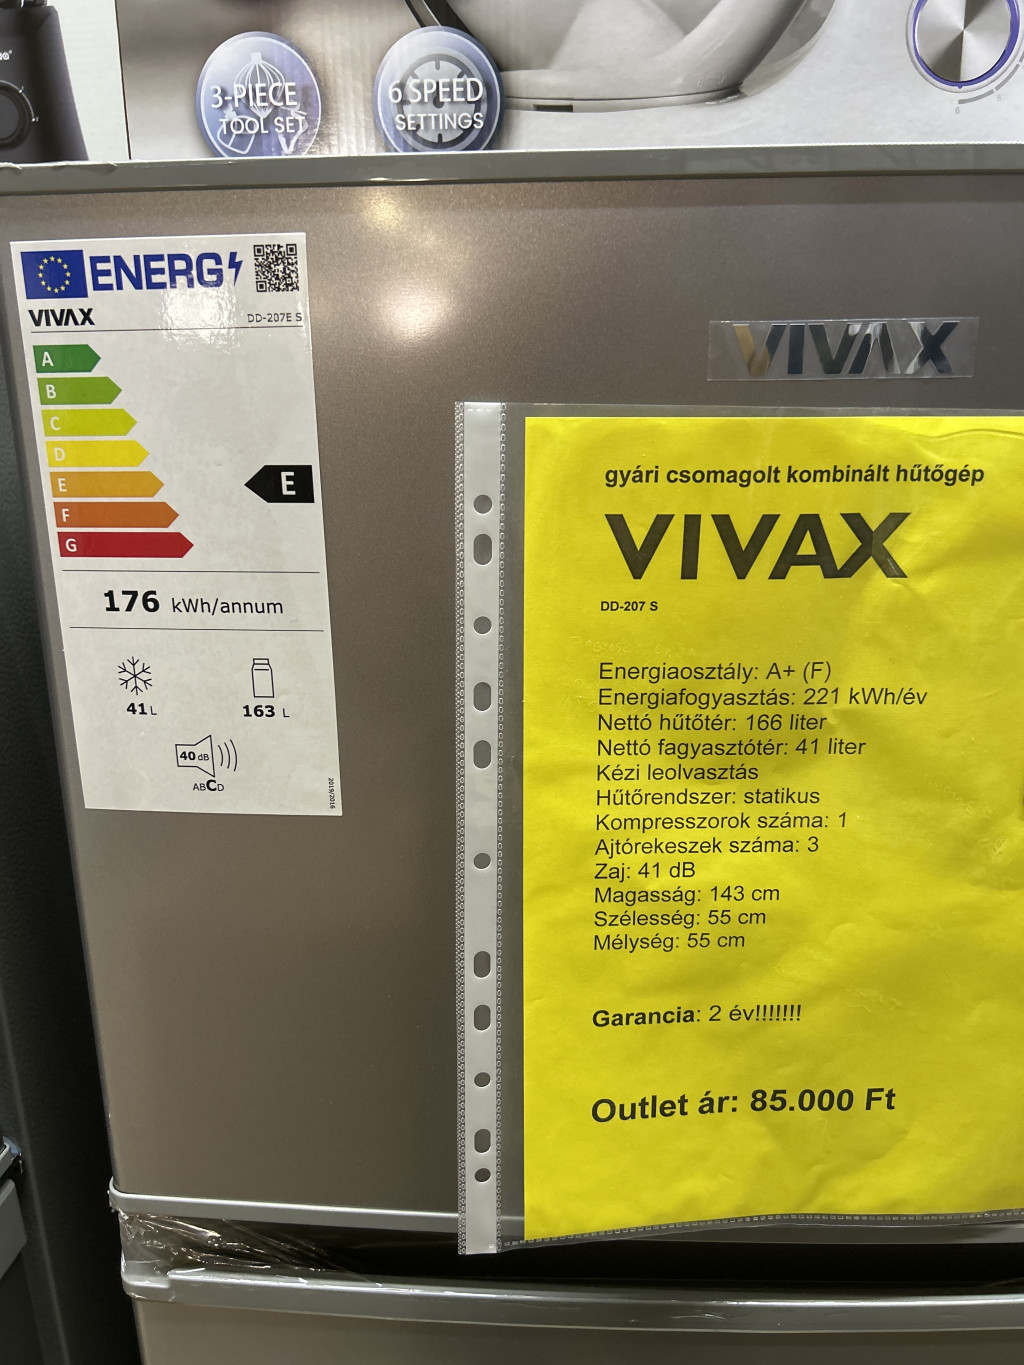 3-PIECE
TOOL SET
6 SPEED
SETTINGS
ENERG
VIVAX
DD-207E S
A
B
C
D
E
F
G
E
176 kWh/annum
41 L
163 L
40 dB
ABCD
2019/2016
VIVAX
gyári csomagolt kombinált hűtőgép
VIVAX
DD-207 S
Energiaosztály: A+ (F)
Energiafogyasztás: 221 kWh/év
Nettó hűtőtér: 166 liter
Nettó fagyasztótér: 41 liter
Kézi leolvasztás
Hűtőrendszer: statikus
Kompresszorok száma: 1
Ajtórekeszek száma: 3
Zaj: 41 dB
Magasság: 143 cm
Szélesség: 55 cm
Mélység: 55 cm
Garancia: 2 év!!!!!!!
Outlet ár: 85.000 Ft